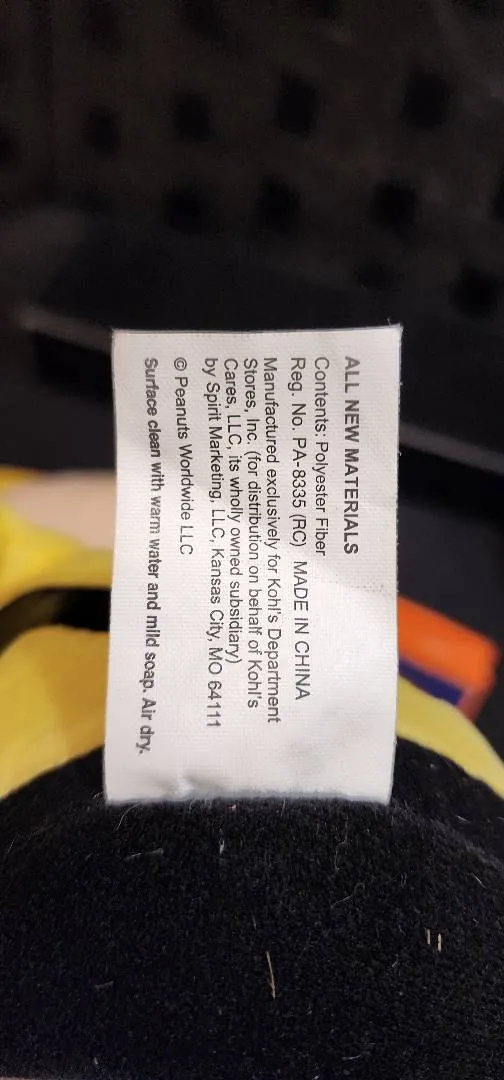 ALL NEW MATERIALS
Contents: Polyester Fiber
Reg. No. PA-8335 (RC) MADE IN CHINA
Manufactured exclusively for Kohl's Department
Stores, Inc. (for distribution on behalf of Kohl's
Cares, LLC, its wholly owned subsidiary)
by Spirit Marketing, LLC, Kansas City, MO 64111
© Peanuts Worldwide LLC
Surface clean with warm water and mild soap. Air dry.